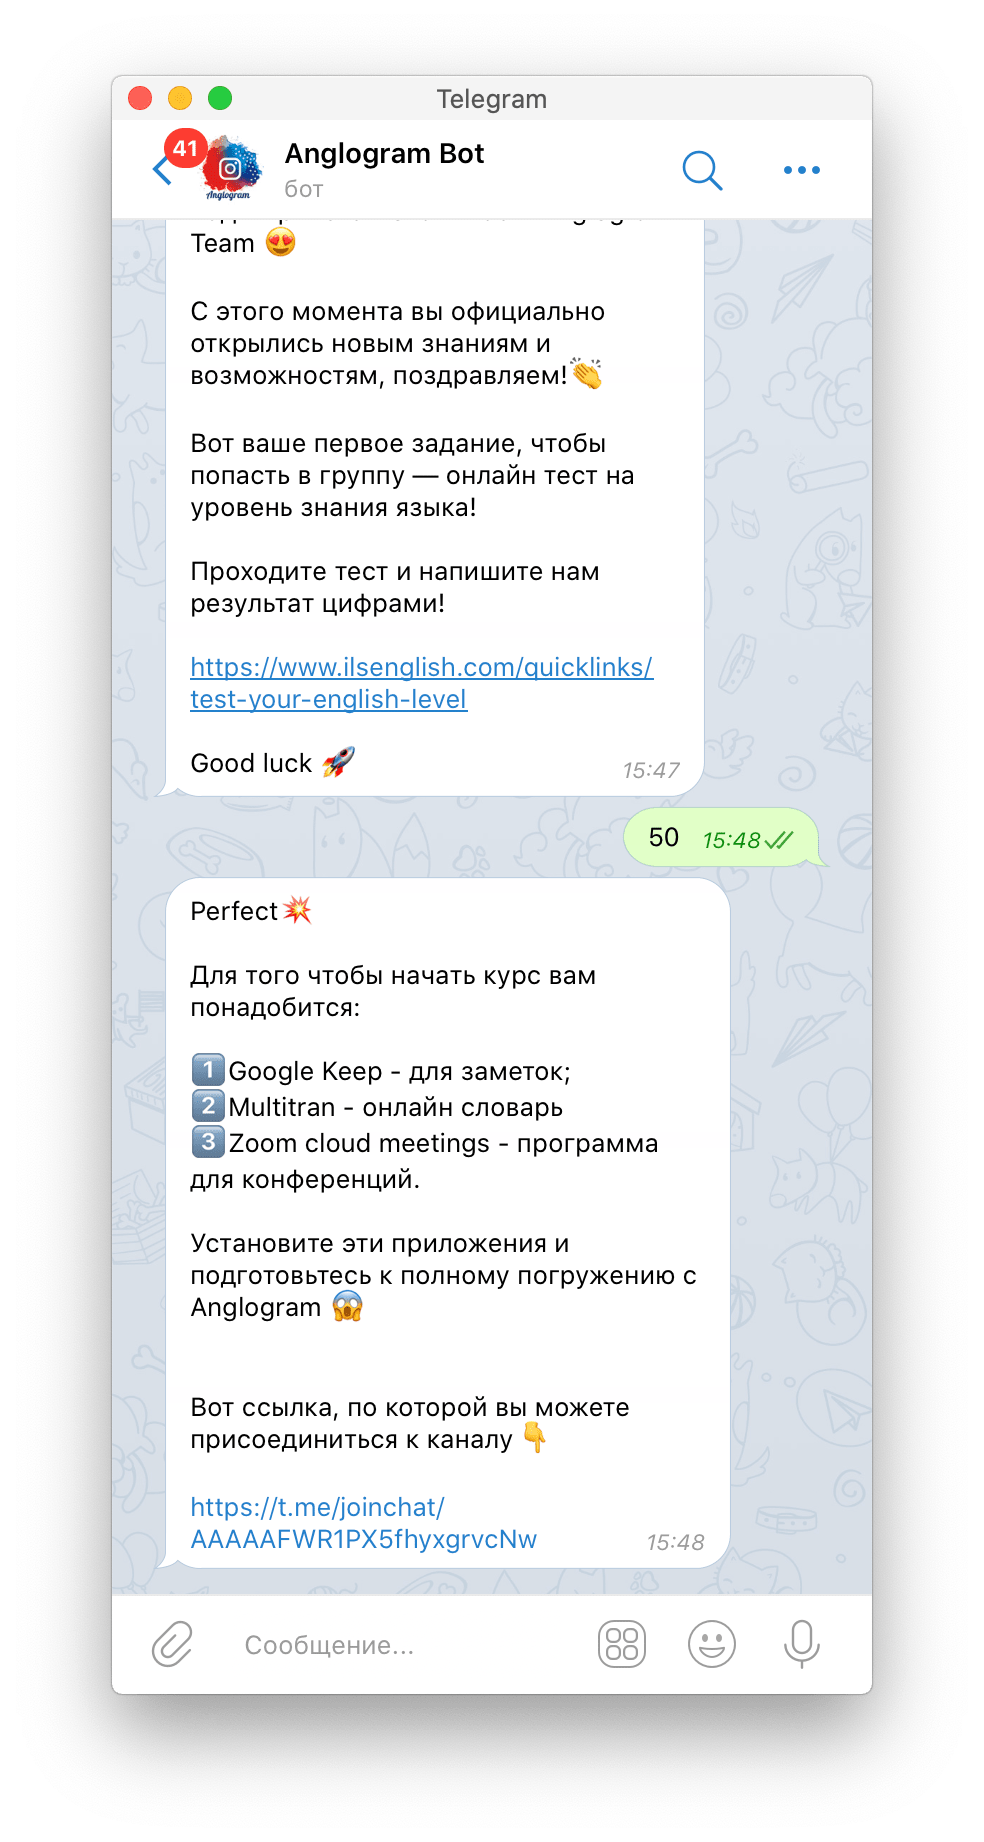 Telegram
41
Anglogram
Anglogram Bot
бот
Team 😍
С этого момента вы официально
открылись новым знаниям и
возможностям, поздравляем!👏
Вот ваше первое задание, чтобы
попасть в группу — онлайн тест на
уровень знания языка!
Проходите тест и напишите нам
результат цифрами!
https://www.ilsenglish.com/quicklinks/
test-your-english-level
Good luck 🚀
15:47
50 15:48
Perfect💥
Для того чтобы начать курс вам
понадобится:
1️⃣Google Keep - для заметок;
2️⃣Multitran - онлайн словарь
3️⃣Zoom cloud meetings - программа
для конференций.
Установите эти приложения и
подготовьтесь к полному погружению с
Anglogram 😱
Вот ссылка, по которой вы можете
присоединиться к каналу 👇
https://t.me/joinchat/
AAAAAFWR1PX5fhyxgrvcNw
15:48
Сообщение...